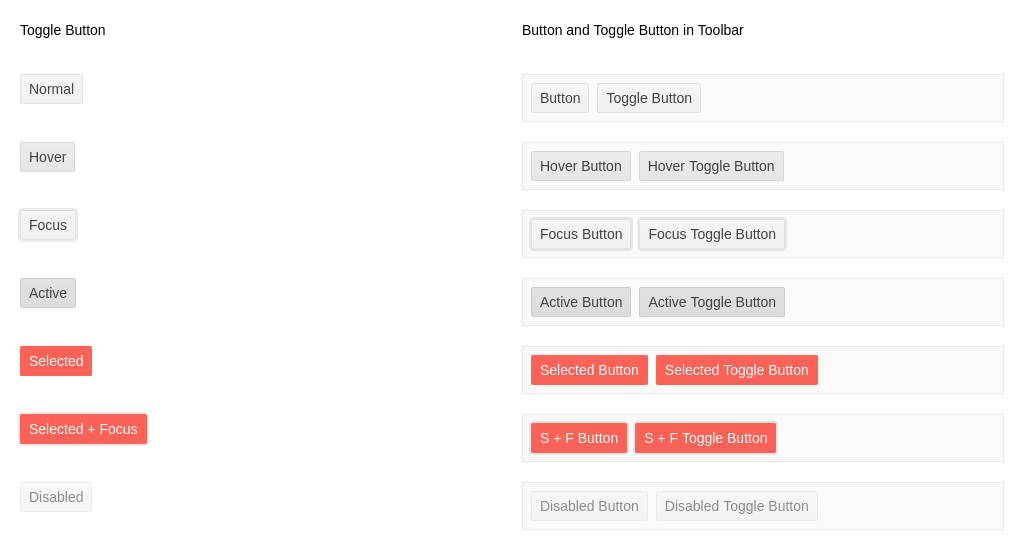 Toggle Button
Normal
Hover
Focus
Active
Selected
Selected + Focus
Disabled
Button and Toggle Button in Toolbar
Button Toggle Button
Hover Button Hover Toggle Button
Focus Button Focus Toggle Button
Active Button Active Toggle Button
Selected Button Selected Toggle Button
S + F Button S + F Toggle Button
Disabled Button Disabled Toggle Button